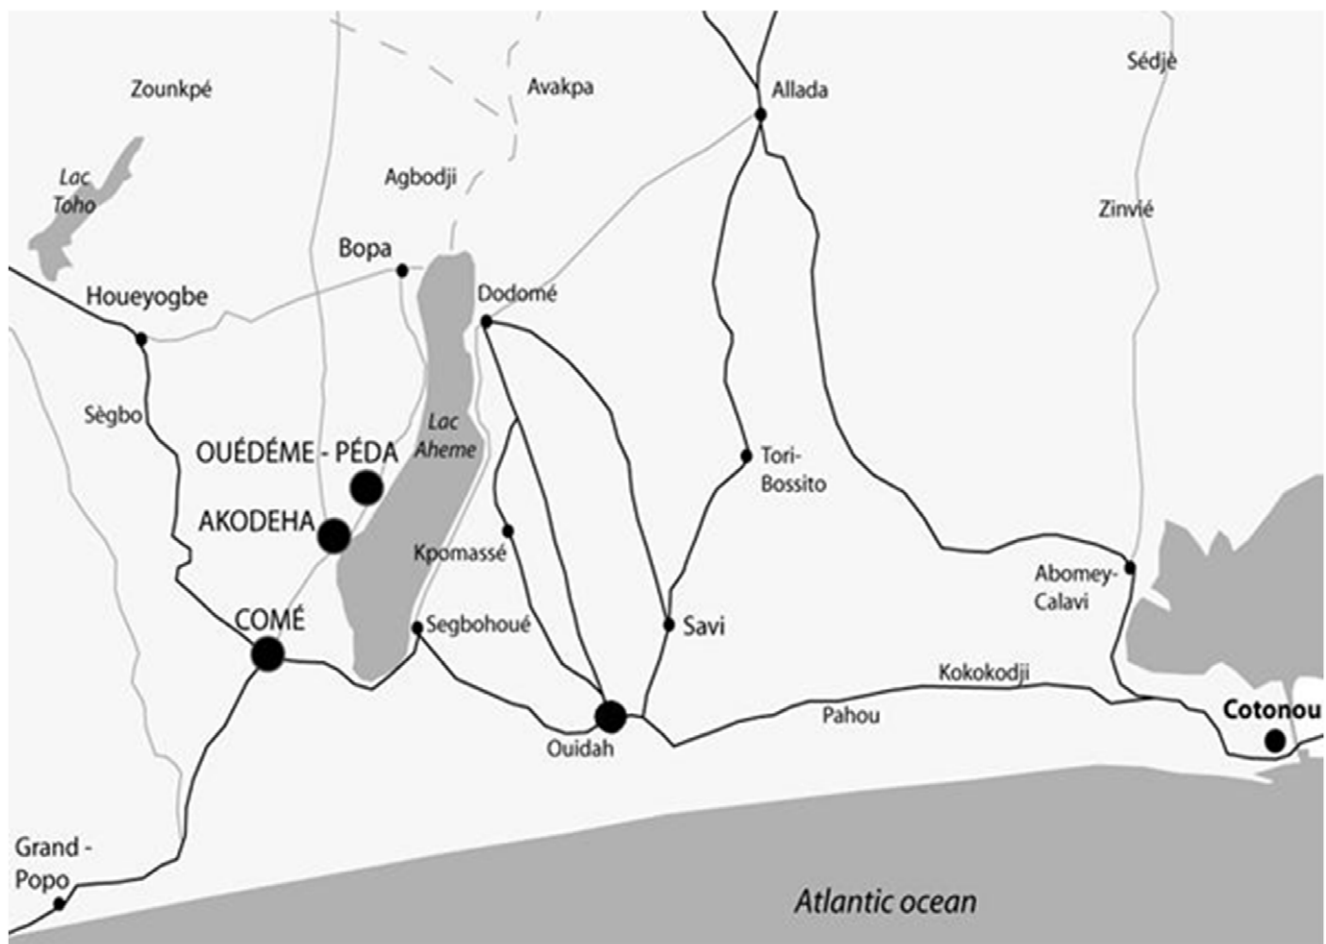 Sédjè
Zounkpé
Avakpa
Allada
Lac
Toho
Agbodji
Zinvié
Bopa
Houeyogbe
Dodomé
Sègbo
Lac
Aheme
OUÉDÉME - PÉDA
Tori-
Bossito
AKODEHA
Kpomassé
Abomey-
Calavi
COMÉ
Segbohoué
Savi
Kokokodji
Pahou
Cotonou
Ouidah
Grand -
Popo
Atlantic ocean